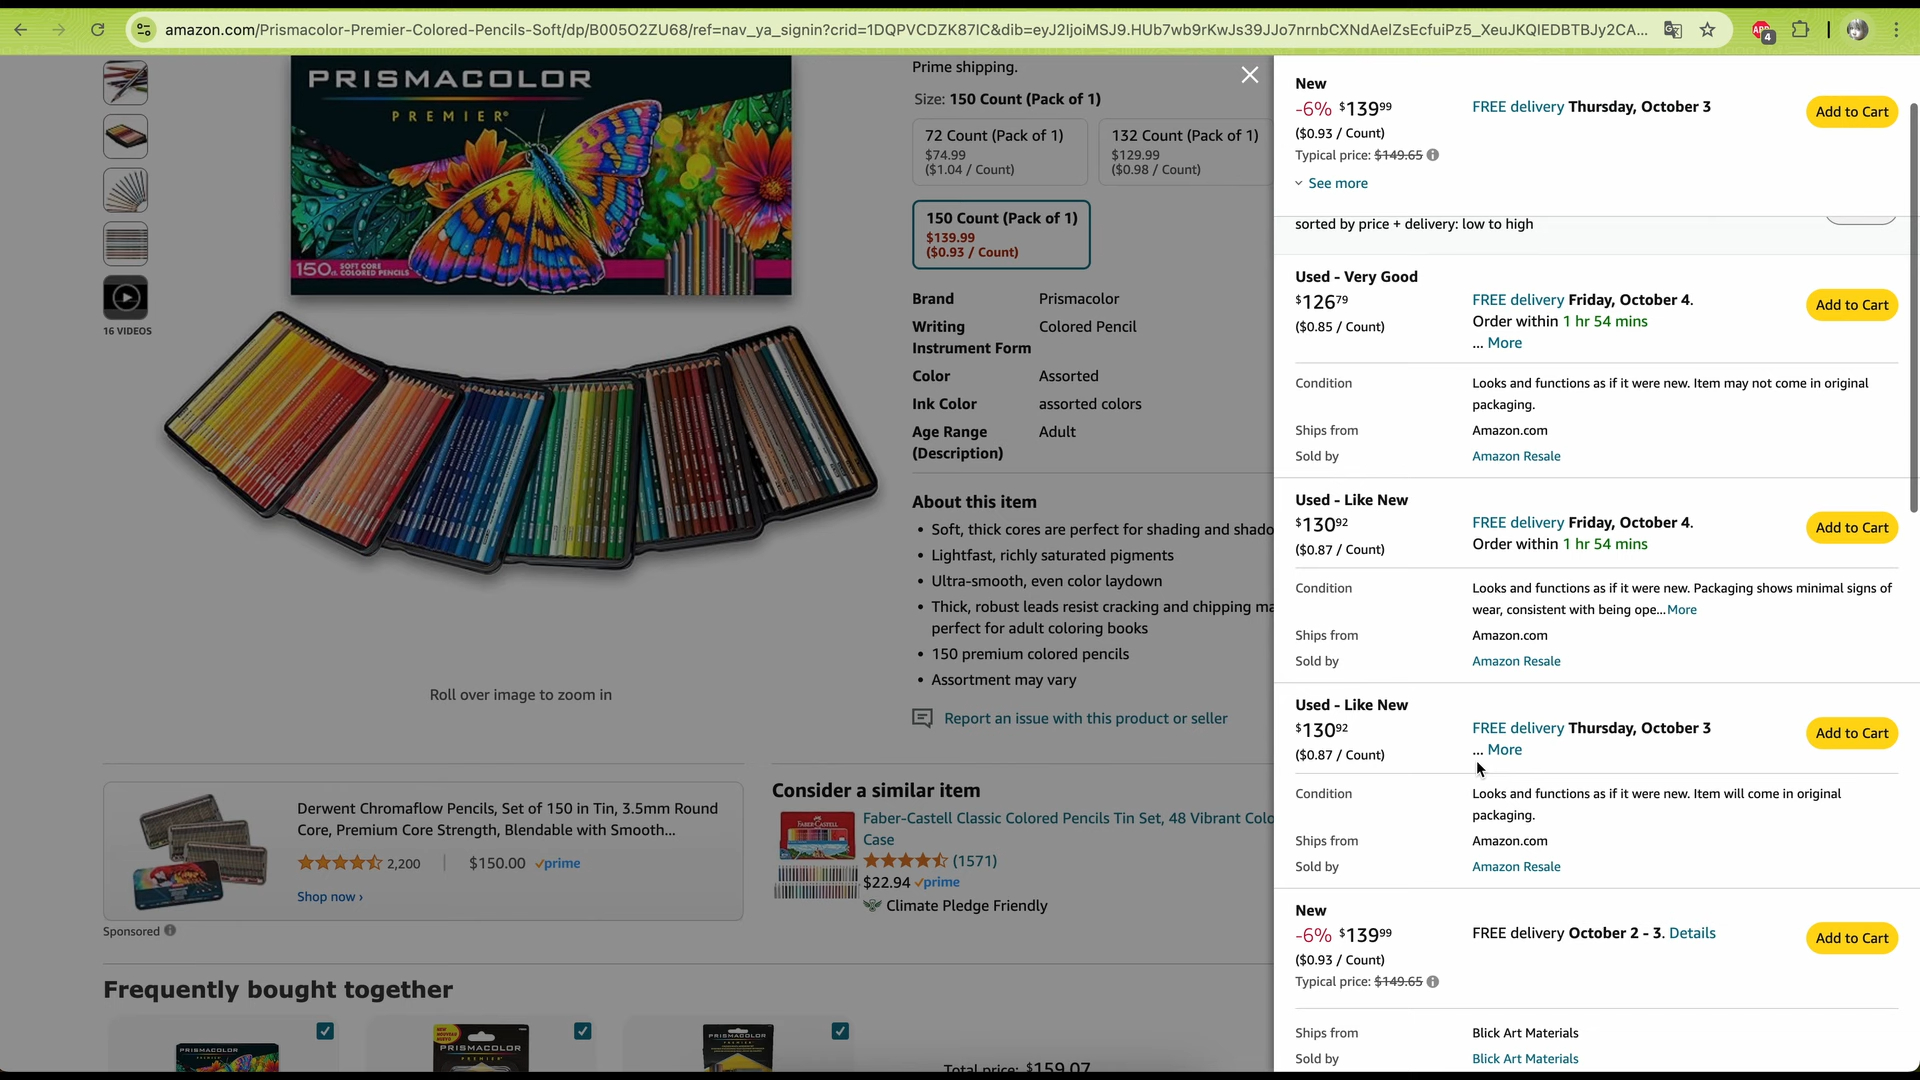 amazon.com/Prismacolor-Premier-Colored-Pencils-Soft/dp/B005O2ZU68/ref=nav_ya_signin?crid=1DQPVCDZK87IC&dib=eyJ2IjoiMSJ9.HUb7wb9rKwJs39JJo7nrnbCXNdAelZsEcfuiPz5_XeuJKQIEDBTBJy2CA...
4
16 VIDEOS
PRISMACOLOR
PREMIER®
150ct. SOFT CORE COLORED PENCILS
Roll over image to zoom in
Prime shipping.
Size: 150 Count (Pack of 1)
72 Count (Pack of 1)
$74.99
($1.04 / Count)
132 Count (Pack of 1)
$129.99
($0.98 / Count)
150 Count (Pack of 1)
$139.99
($0.93 / Count)
Brand Prismacolor
Writing Colored Pencil
Instrument Form
Color Assorted
Ink Color assorted colors
Age Range Adult
(Description)
About this item
• Soft, thick cores are perfect for shading and shado
• Lightfast, richly saturated pigments
• Ultra-smooth, even color laydown
• Thick, robust leads resist cracking and chipping ma
perfect for adult coloring books
• 150 premium colored pencils
• Assortment may vary
Report an issue with this product or seller
Derwent Chromaflow Pencils, Set of 150 in Tin, 3.5mm Round
Core, Premium Core Strength, Blendable with Smooth...
2,200 $150.00 prime
Shop now ›
Sponsored
Consider a similar item
FABER-CASTELL
Faber-Castell Classic Colored Pencils Tin Set, 48 Vibrant Colo
Case
(1571)
$22.94 prime
Climate Pledge Friendly
Frequently bought together
PRISMACOLOR
PRISMACOLOR
PRISMACOLOR
Total price: $159.07
New
-6% $139.99
($0.93 / Count)
Typical price: $149.65
See more
FREE delivery Thursday, October 3
Add to Cart
sorted by price + delivery: low to high
Used - Very Good
$126.79
($0.85 / Count)
FREE delivery Friday, October 4.
Order within 1 hr 54 mins
... More
Add to Cart
Condition Looks and functions as if it were new. Item may not come in original
packaging.
Ships from Amazon.com
Sold by Amazon Resale
Used - Like New
$130.92
($0.87 / Count)
FREE delivery Friday, October 4.
Order within 1 hr 54 mins
Add to Cart
Condition Looks and functions as if it were new. Packaging shows minimal signs of
wear, consistent with being ope...More
Ships from Amazon.com
Sold by Amazon Resale
Used - Like New
$130.92
($0.87 / Count)
FREE delivery Thursday, October 3
... More
Add to Cart
Condition Looks and functions as if it were new. Item will come in original
packaging.
Ships from Amazon.com
Sold by Amazon Resale
New
-6% $139.99
($0.93 / Count)
Typical price: $149.65
FREE delivery October 2 - 3. Details
Add to Cart
Ships from Blick Art Materials
Sold by Blick Art Materials